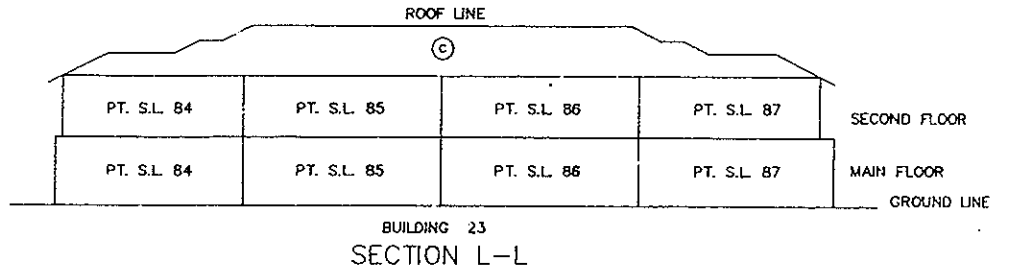 ROOF LINE
C
PT. S.L. 84 PT. S.L. 85 PT. S.L. 86 PT. S.L. 87
SECOND FLOOR
PT. S.L. 84 PT. S.L. 85 PT. S.L. 86 PT. S.L. 87
MAIN FLOOR
GROUND LINE
BUILDING 23
SECTION L-L